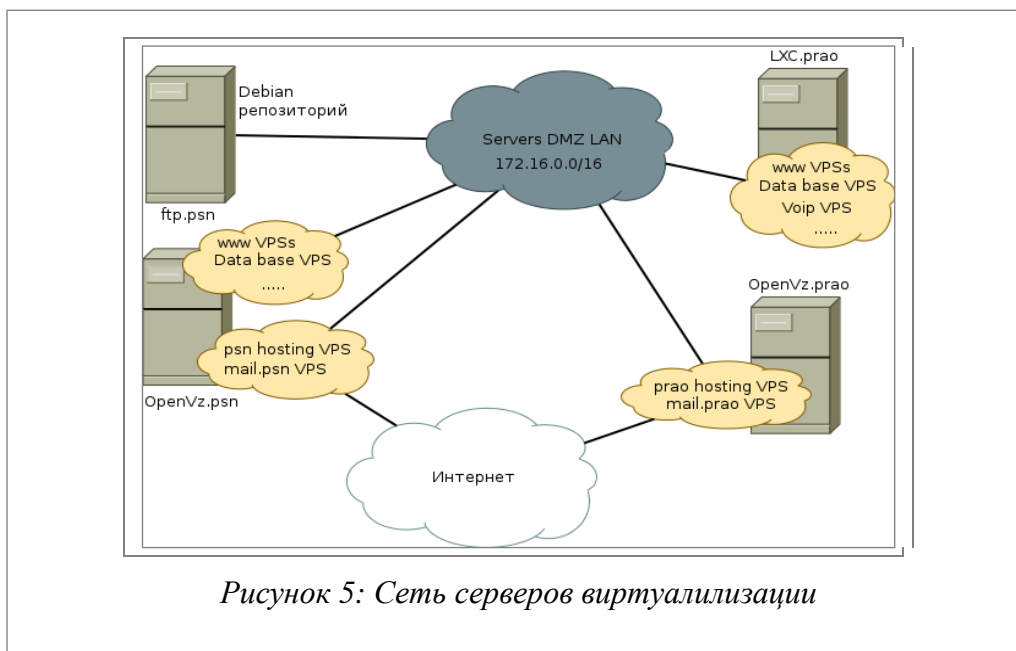 LXC.prao
Debian
репозиторий
Servers DMZ LAN
172.16.0.0/16
www VPSs
Data base VPS
Voip VPS
.....
ftp.psn
www VPSs
Data base VPS
.....
OpenVz.prao
psn hosting VPS
mail.psn VPS
prao hosting VPS
mail.prao VPS
OpenVz.psn
Интернет
Рисунок 5: Сеть серверов виртуалилизации